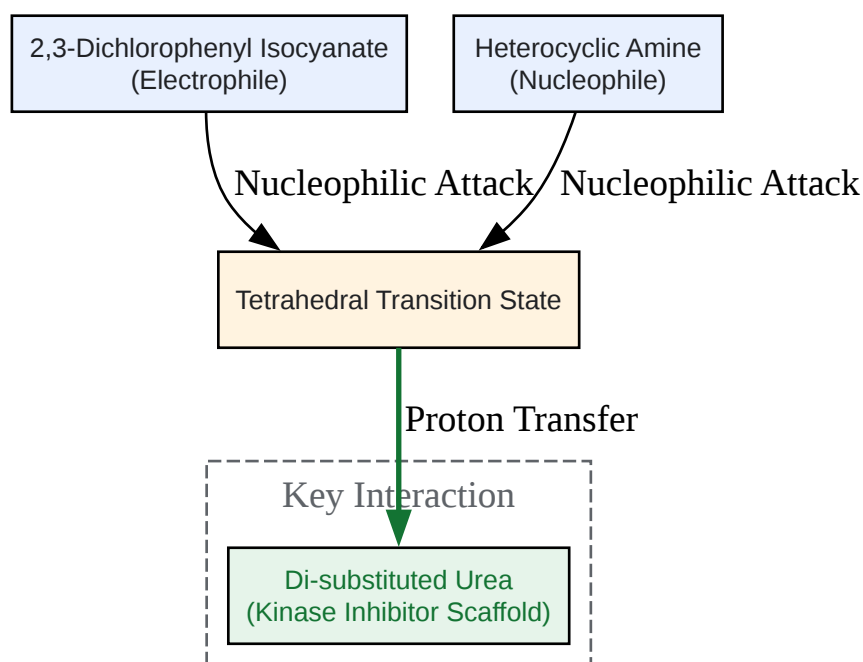 2,3-Dichlorophenyl Isocyanate
(Electrophile)
Heterocyclic Amine
(Nucleophile)
Nucleophilic Attack
Nucleophilic Attack
Tetrahedral Transition State
Proton Transfer
Key Interaction
Di-substituted Urea
(Kinase Inhibitor Scaffold)